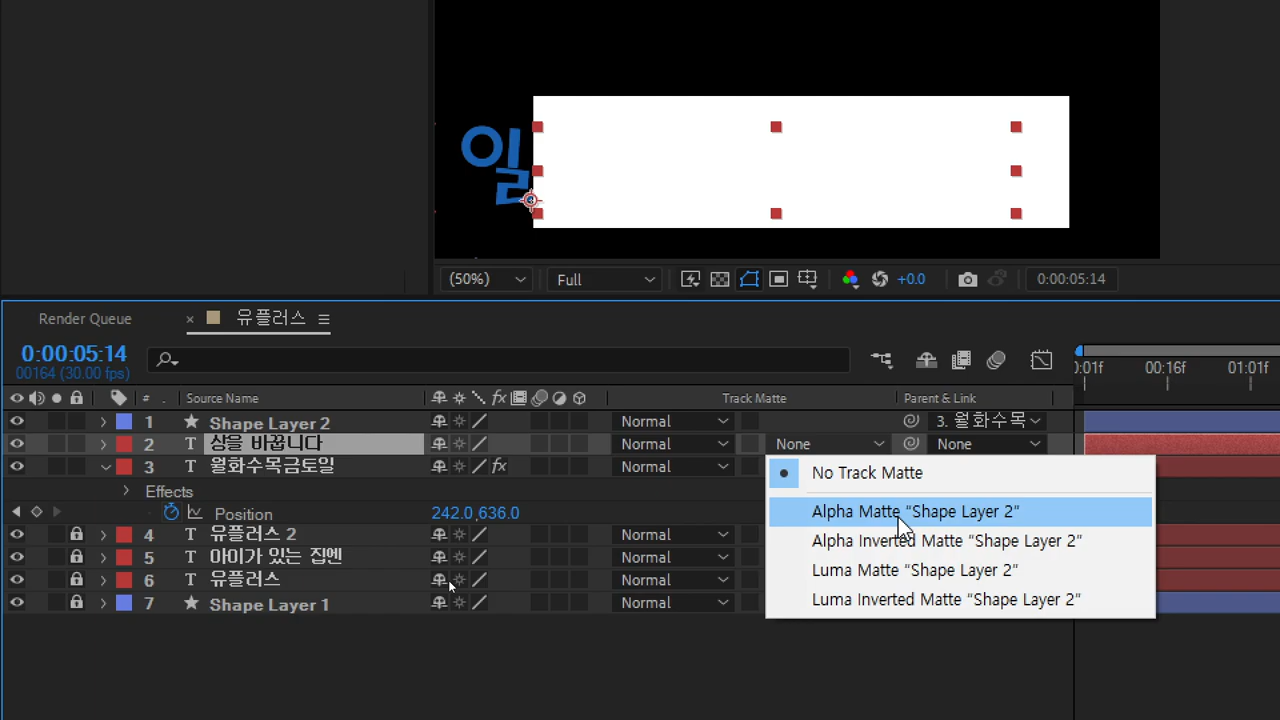 일
(50%) Full +0.0 0:00:05:14
Render Queue × 유플러스
0:00:05:14
00164 (30.00 fps)
:01f 00:16f 01:01f
# Source Name fx Track Matte Parent & Link
1 Shape Layer 2 Normal 3. 월화수목
2 T 상을 바꿉니다 Normal None None
3 T 월화수목금토일 fx Normal
Effects
Position 242.0,636.0
4 T 유플러스 2 Normal
5 T 아이가 있는 집엔 Normal
6 T 유플러스 Normal
7 Shape Layer 1 Normal
No Track Matte
Alpha Matte “Shape Layer 2”
Alpha Inverted Matte “Shape Layer 2”
Luma Matte “Shape Layer 2”
Luma Inverted Matte “Shape Layer 2”